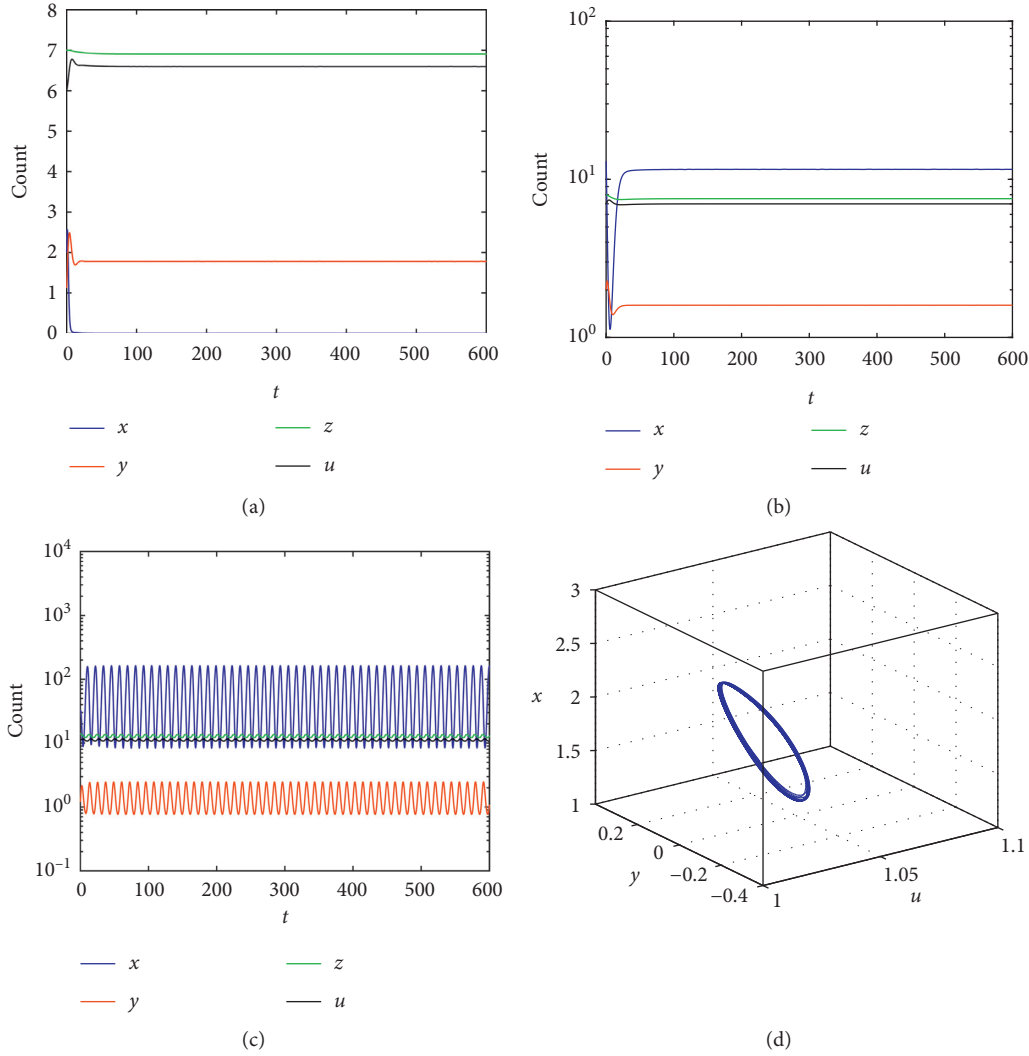 8
7
6
5
4
3
2
1
0
Count
0 100 200 300 400 500 600
t
x z
y u
(a)
10²
10¹
10⁰
Count
0 100 200 300 400 500 600
t
x z
y u
(b)
10⁴
10³
10²
10¹
10⁰
10⁻¹
Count
0 100 200 300 400 500 600
t
x z
y u
(c)
3
2.5
2
1.5
1
x
0.2
0
−0.2
−0.4
y
1
1.05
1.1
u
(d)